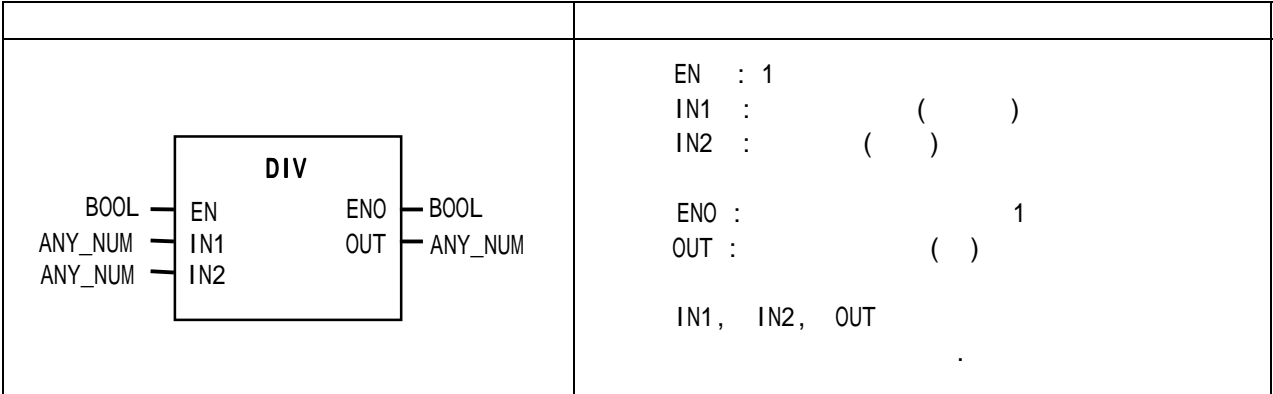 DIV
BOOL EN ENO BOOL
ANY_NUM IN1 OUT ANY_NUM
ANY_NUM IN2
EN : 1
IN1 : ( )
IN2 : ( )
ENO : 1
OUT : ( )
IN1, IN2, OUT
.